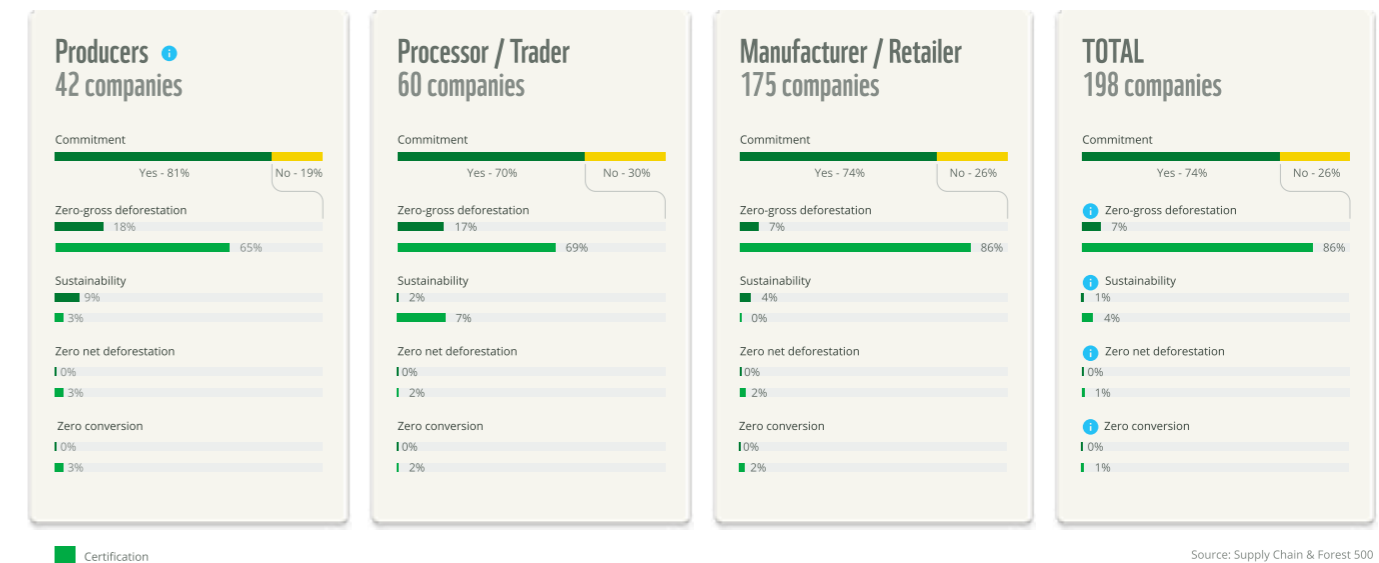 Producers
42 companies
Commitment
Yes - 81%
No - 19%
Zero-gross deforestation
18%
65%
Sustainability
9%
3%
Zero net deforestation
0%
3%
Zero conversion
0%
3%
Processor / Trader
60 companies
Commitment
Yes - 70%
No - 30%
Zero-gross deforestation
17%
69%
Sustainability
2%
7%
Zero net deforestation
0%
2%
Zero conversion
0%
2%
Manufacturer / Retailer
175 companies
Commitment
Yes - 74%
No - 26%
Zero-gross deforestation
7%
86%
Sustainability
4%
0%
Zero net deforestation
0%
2%
Zero conversion
0%
2%
TOTAL
198 companies
Commitment
Yes - 74%
No - 26%
Zero-gross deforestation
7%
86%
Sustainability
1%
4%
Zero net deforestation
0%
1%
Zero conversion
0%
1%
Certification
Source: Supply Chain & Forest 500